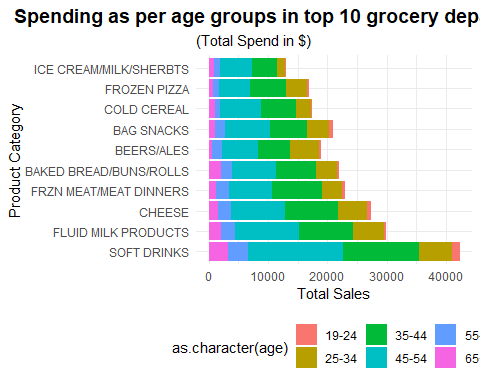 Spending as per age groups in top 10 grocery dep
(Total Spend in $)
Product Category
ICE CREAM/MILK/SHERBTS
FROZEN PIZZA
COLD CEREAL
BAG SNACKS
BEERS/ALES
BAKED BREAD/BUNS/ROLLS
FRZN MEAT/MEAT DINNERS
CHEESE
FLUID MILK PRODUCTS
SOFT DRINKS
0 10000 20000 30000 40000
Total Sales
as.character(age)
19-24 35-44 55-
25-34 45-54 65